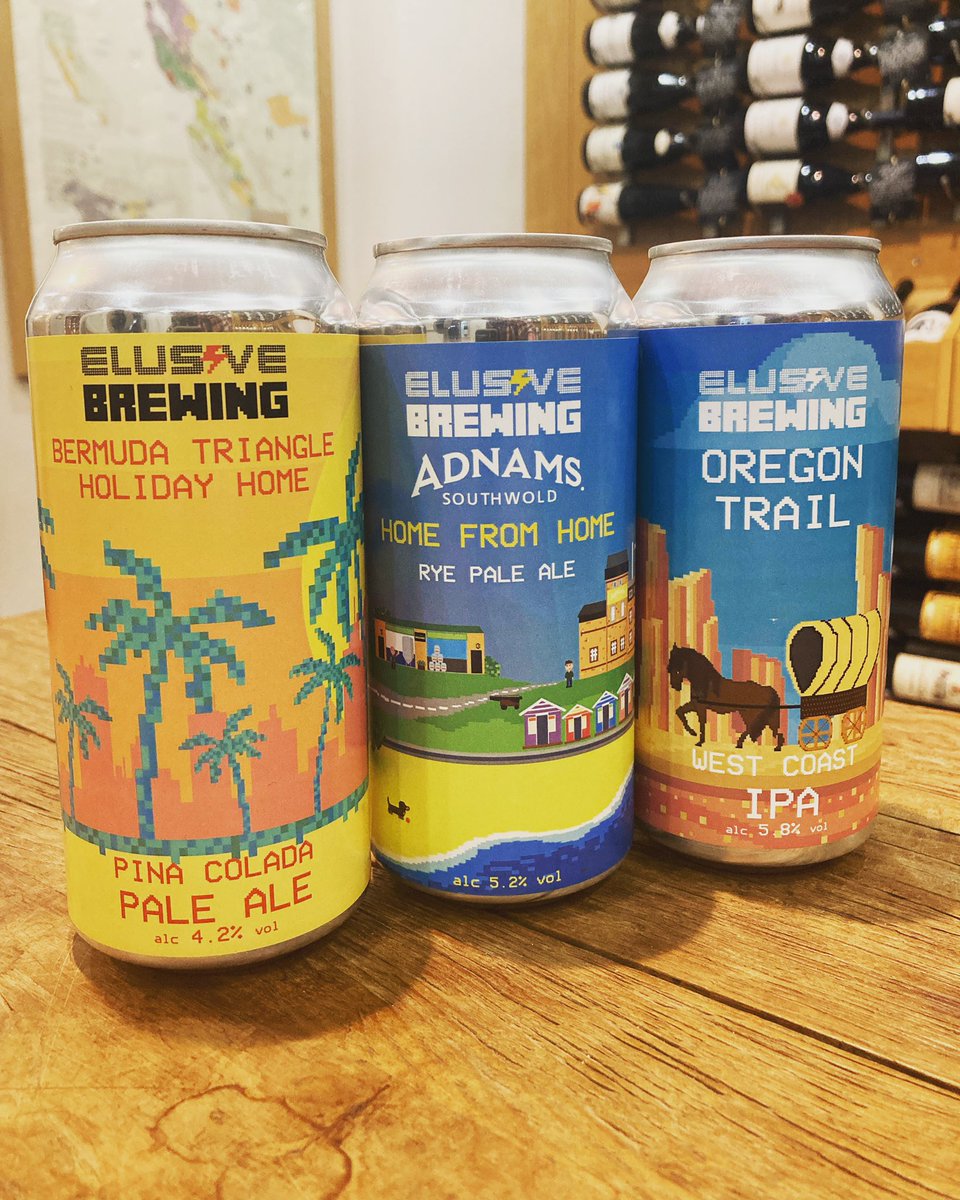 ELUSIVE
BREWING
BERMUDA TRIANGLE
HOLIDAY HOME
PINA COLADA
PALE ALE
alc 4.2% vol
ELUSIVE
BREWING
ADNAMS
SOUTHWOLD
HOME FROM HOME
RYE PALE ALE
alc 5.2% vol
ELUSIVE
BREWING
OREGON
TRAIL
WEST COAST
IPA
alc 5.8% vol